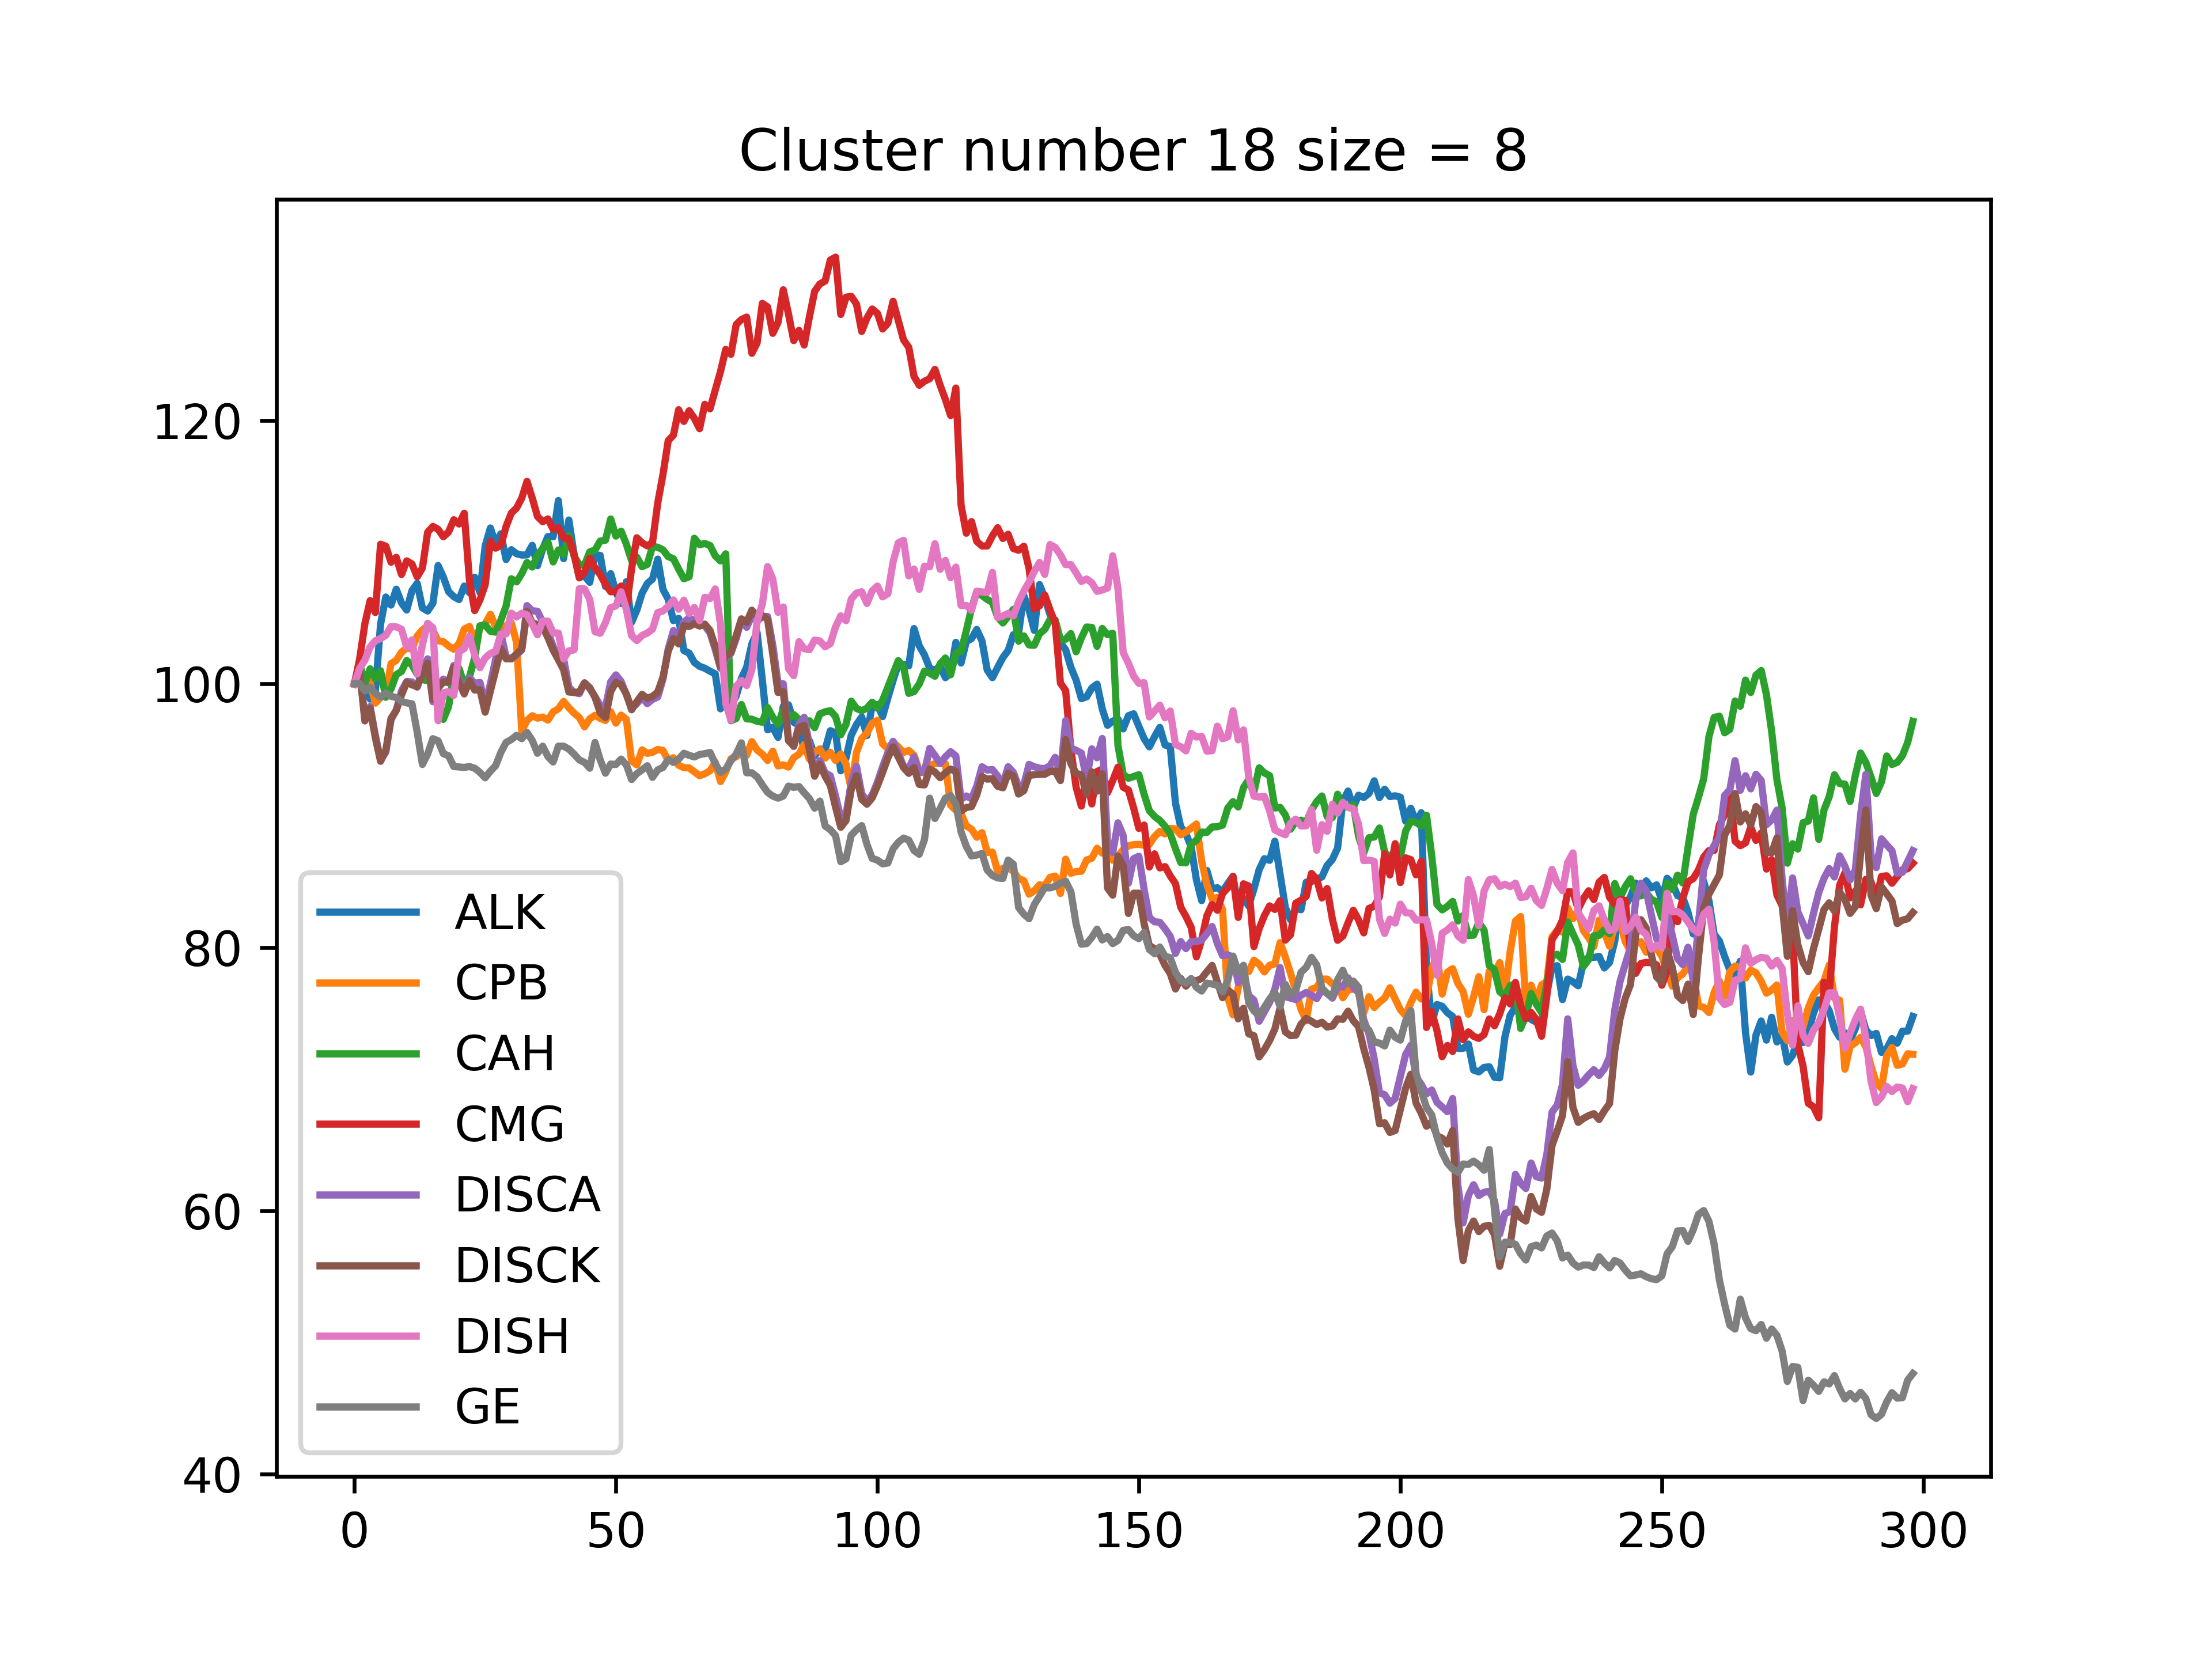 Cluster number 18 size = 8
120
100
80
60
40
ALK
CPB
CAH
CMG
DISCA
DISCK
DISH
GE
0 50 100 150 200 250 300